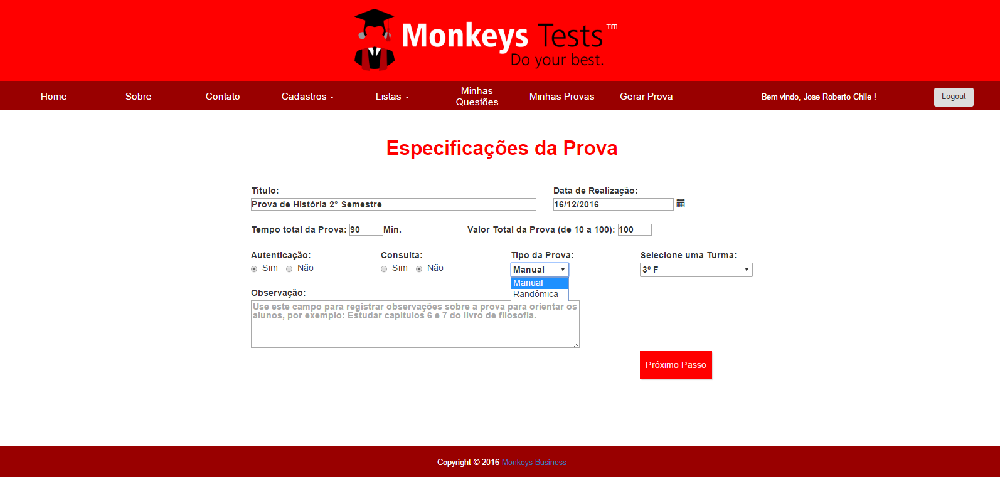 Monkeys Tests™
Do your best.
Home
Sobre
Contato
Cadastros
Listas
Minhas
Questões
Minhas Provas
Gerar Prova
Bem vindo, Jose Roberto Chile !
Logout
Especificações da Prova
Título:
Data de Realização:
Prova de História 2° Semestre
16/12/2016
Tempo total da Prova: 90 Min.
Valor Total da Prova (de 10 a 100): 100
Autenticação:
Consulta:
Tipo da Prova:
Selecione uma Turma:
Sim Não
Sim Não
Manual
3º F
Manual
Randômica
Observação:
Use este campo para registrar observações sobre a prova para orientar os
alunos, por exemplo: Estudar capítulos 6 e 7 do livro de filosofia.
Próximo Passo
Copyright © 2016 Monkeys Business